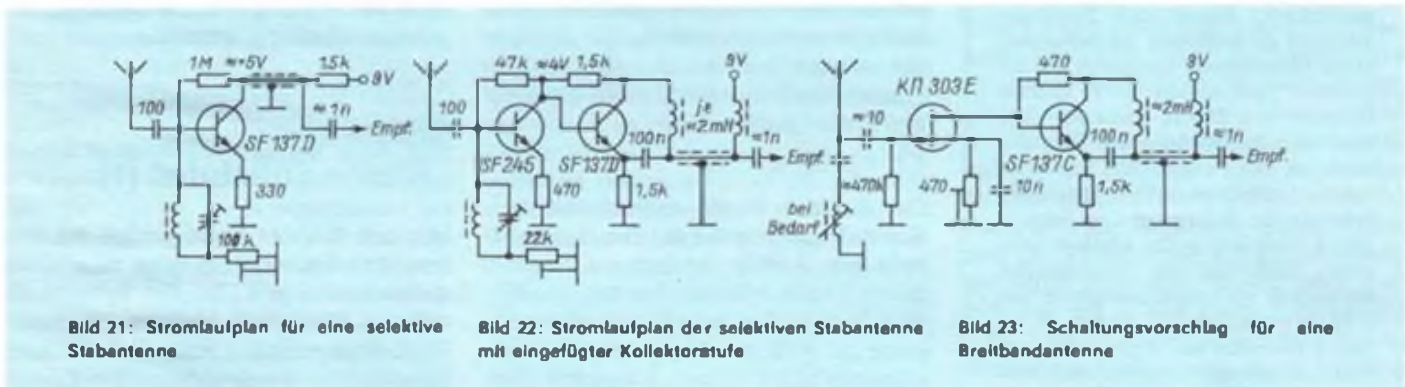 1M ≈+5V 1,5k
9V
100
≈1n
Empf.
SF137D
330
100k
47k ≈4V 1,5k
9V
100
je
≈2mH
100n
≈1n
Empf.
SF245 SF137D
470 1,5k
22k
КП 303E 470
9V
≈10
≈2mH
100n
≈1n
Empf.
SF137C
≈470k 470 10n 1,5k
bei
Bedarf
Bild 21: Stromlaufplan für eine selektive
Stabantenne
Bild 22: Stromlaufplan der selektiven Stabantenne
mit eingefügter Kollektorstufe
Bild 23: Schaltungsvorschlag für eine
Breitbandantenne